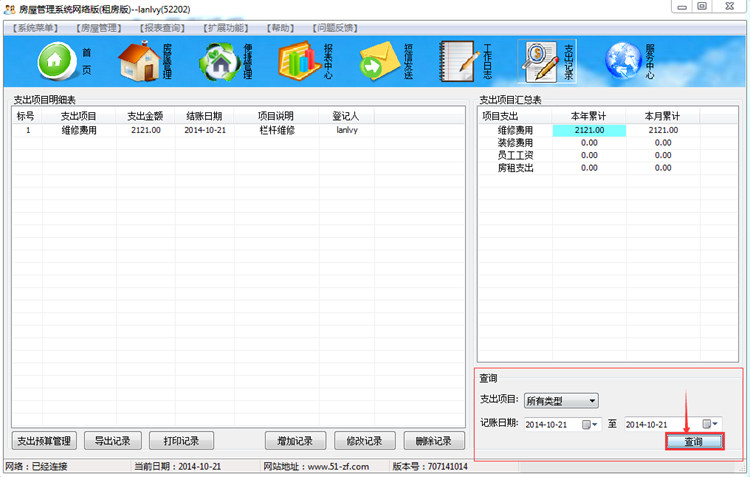 房屋管理系统网络版(租房版)--lanlvy(52202)
【系统菜单】 【房屋管理】 【报表查询】 【扩展功能】 【帮助】 【问题反馈】
首页 房屋管理 便捷管理 报表中心 短信发送 工作日志 支出记录 服务中心
支出项目明细表
标号 支出项目 支出金额 结账日期 项目说明 登记人
1 维修费用 2121.00 2014-10-21 栏杆维修 lanlvy
支出项目汇总表
项目支出 本年累计 本月累计
维修费用 2121.00 2121.00
装修费用 0.00 0.00
员工工资 0.00 0.00
房租支出 0.00 0.00
查询
支出项目: 所有类型
记账日期: 2014-10-21 至 2014-10-21
查询
支出预算管理 导出记录 打印记录 增加记录 修改记录 删除记录
网络：已经连接 当前日期：2014-10-21 网站地址：www.51-zf.com 版本号：707141014